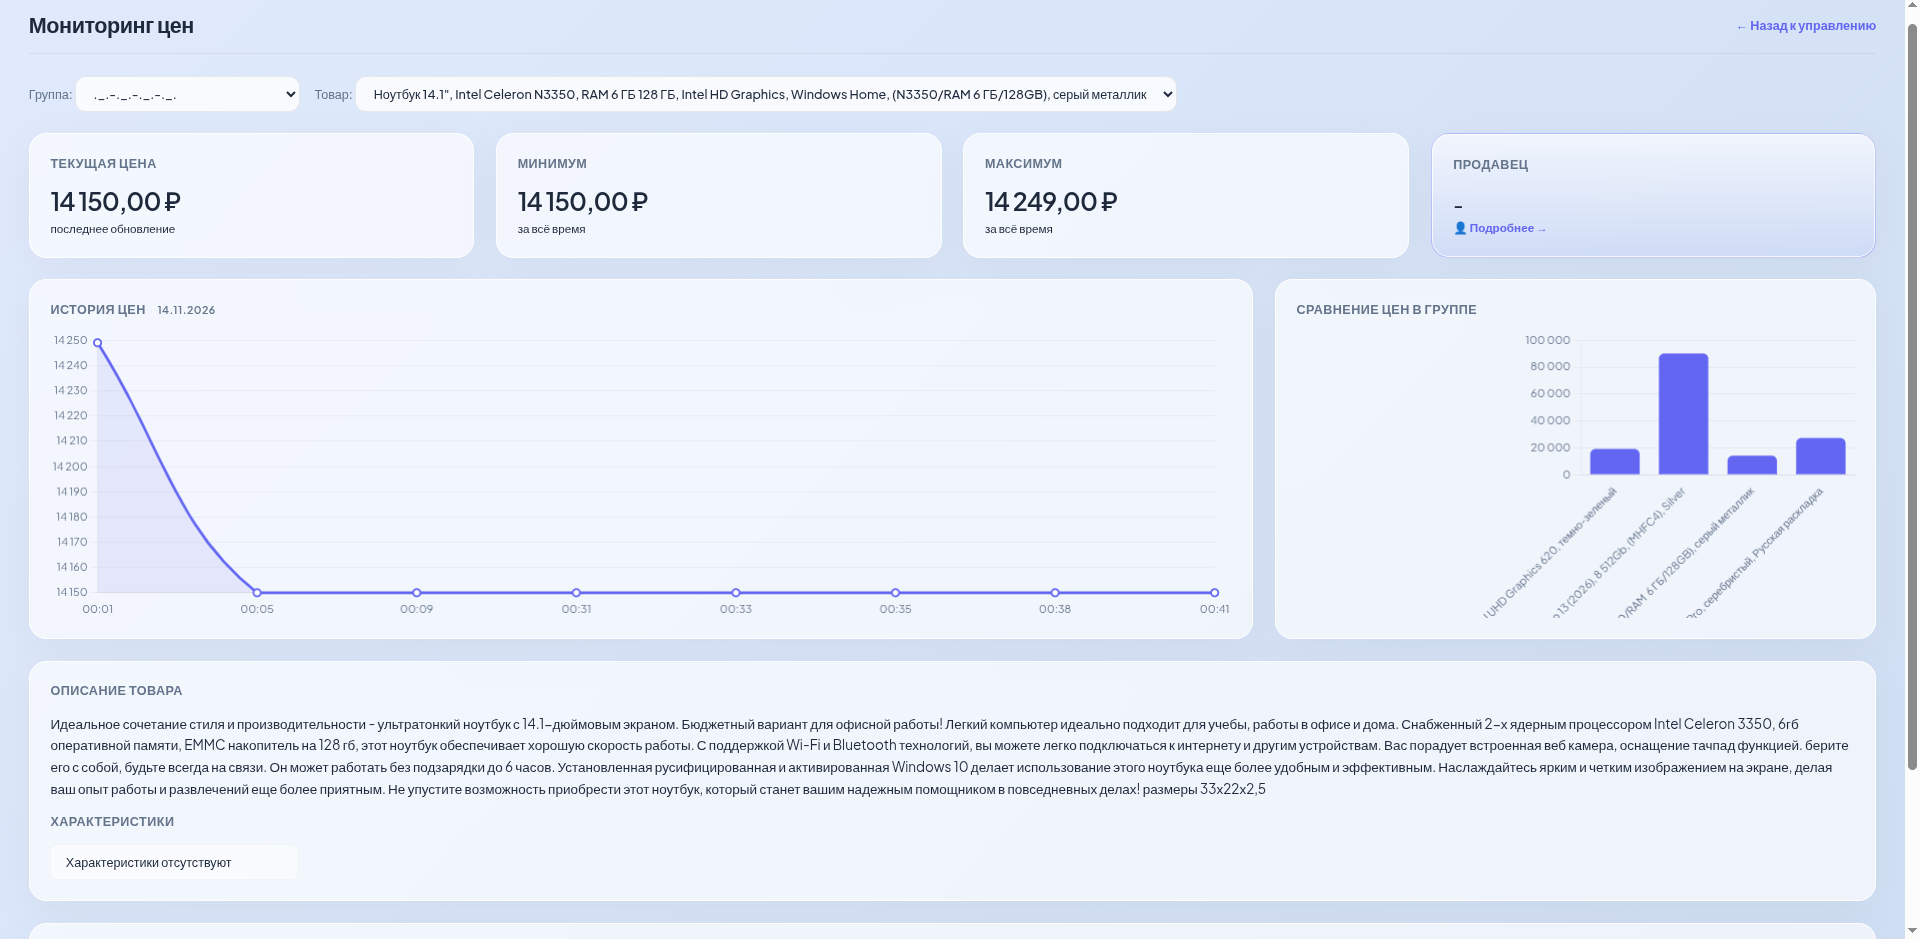 Мониторинг цен
← Назад к управлению
Группа: ._.-._.-._.-._.
Товар: Ноутбук 14.1", Intel Celeron N3350, RAM 6 ГБ 128 ГБ, Intel HD Graphics, Windows Home, (N3350/RAM 6 ГБ/128GB), серый металлик
ТЕКУЩАЯ ЦЕНА
14 150,00 ₽
последнее обновление
МИНИМУМ
14 150,00 ₽
за всё время
МАКСИМУМ
14 249,00 ₽
за всё время
ПРОДАВЕЦ
–
👤 Подробнее →
ИСТОРИЯ ЦЕН 14.11.2026
14 250
14 240
14 230
14 220
14 210
14 200
14 190
14 180
14 170
14 160
14 150
00:01 00:05 00:09 00:31 00:33 00:35 00:38 00:41
СРАВНЕНИЕ ЦЕН В ГРУППЕ
100 000
80 000
60 000
40 000
20 000
0
UHD Graphics 620, темно-зеленый
13 (2026), 8 512Gb, (MHFC4), Silver
/RAM 6 ГБ/128GB), серый металлик
Pro, серебристый, Русская раскладка
ОПИСАНИЕ ТОВАРА
Идеальное сочетание стиля и производительности - ультратонкий ноутбук с 14.1-дюймовым экраном. Бюджетный вариант для офисной работы! Легкий компьютер идеально подходит для учебы, работы в офисе и дома. Снабженный 2-х ядерным процессором Intel Celeron 3350, 6гб
оперативной памяти, EMMC накопитель на 128 гб, этот ноутбук обеспечивает хорошую скорость работы. С поддержкой Wi-Fi и Bluetooth технологий, вы можете легко подключаться к интернету и другим устройствам. Вас порадует встроенная веб камера, оснащение тачпад функцией. берите
его с собой, будьте всегда на связи. Он может работать без подзарядки до 6 часов. Установленная русифицированная и активированная Windows 10 делает использование этого ноутбука еще более удобным и эффективным. Наслаждайтесь ярким и четким изображением на экране, делая
ваш опыт работы и развлечений еще более приятным. Не упустите возможность приобрести этот ноутбук, который станет вашим надежным помощником в повседневных делах! размеры 33х22х2,5
ХАРАКТЕРИСТИКИ
Характеристики отсутствуют